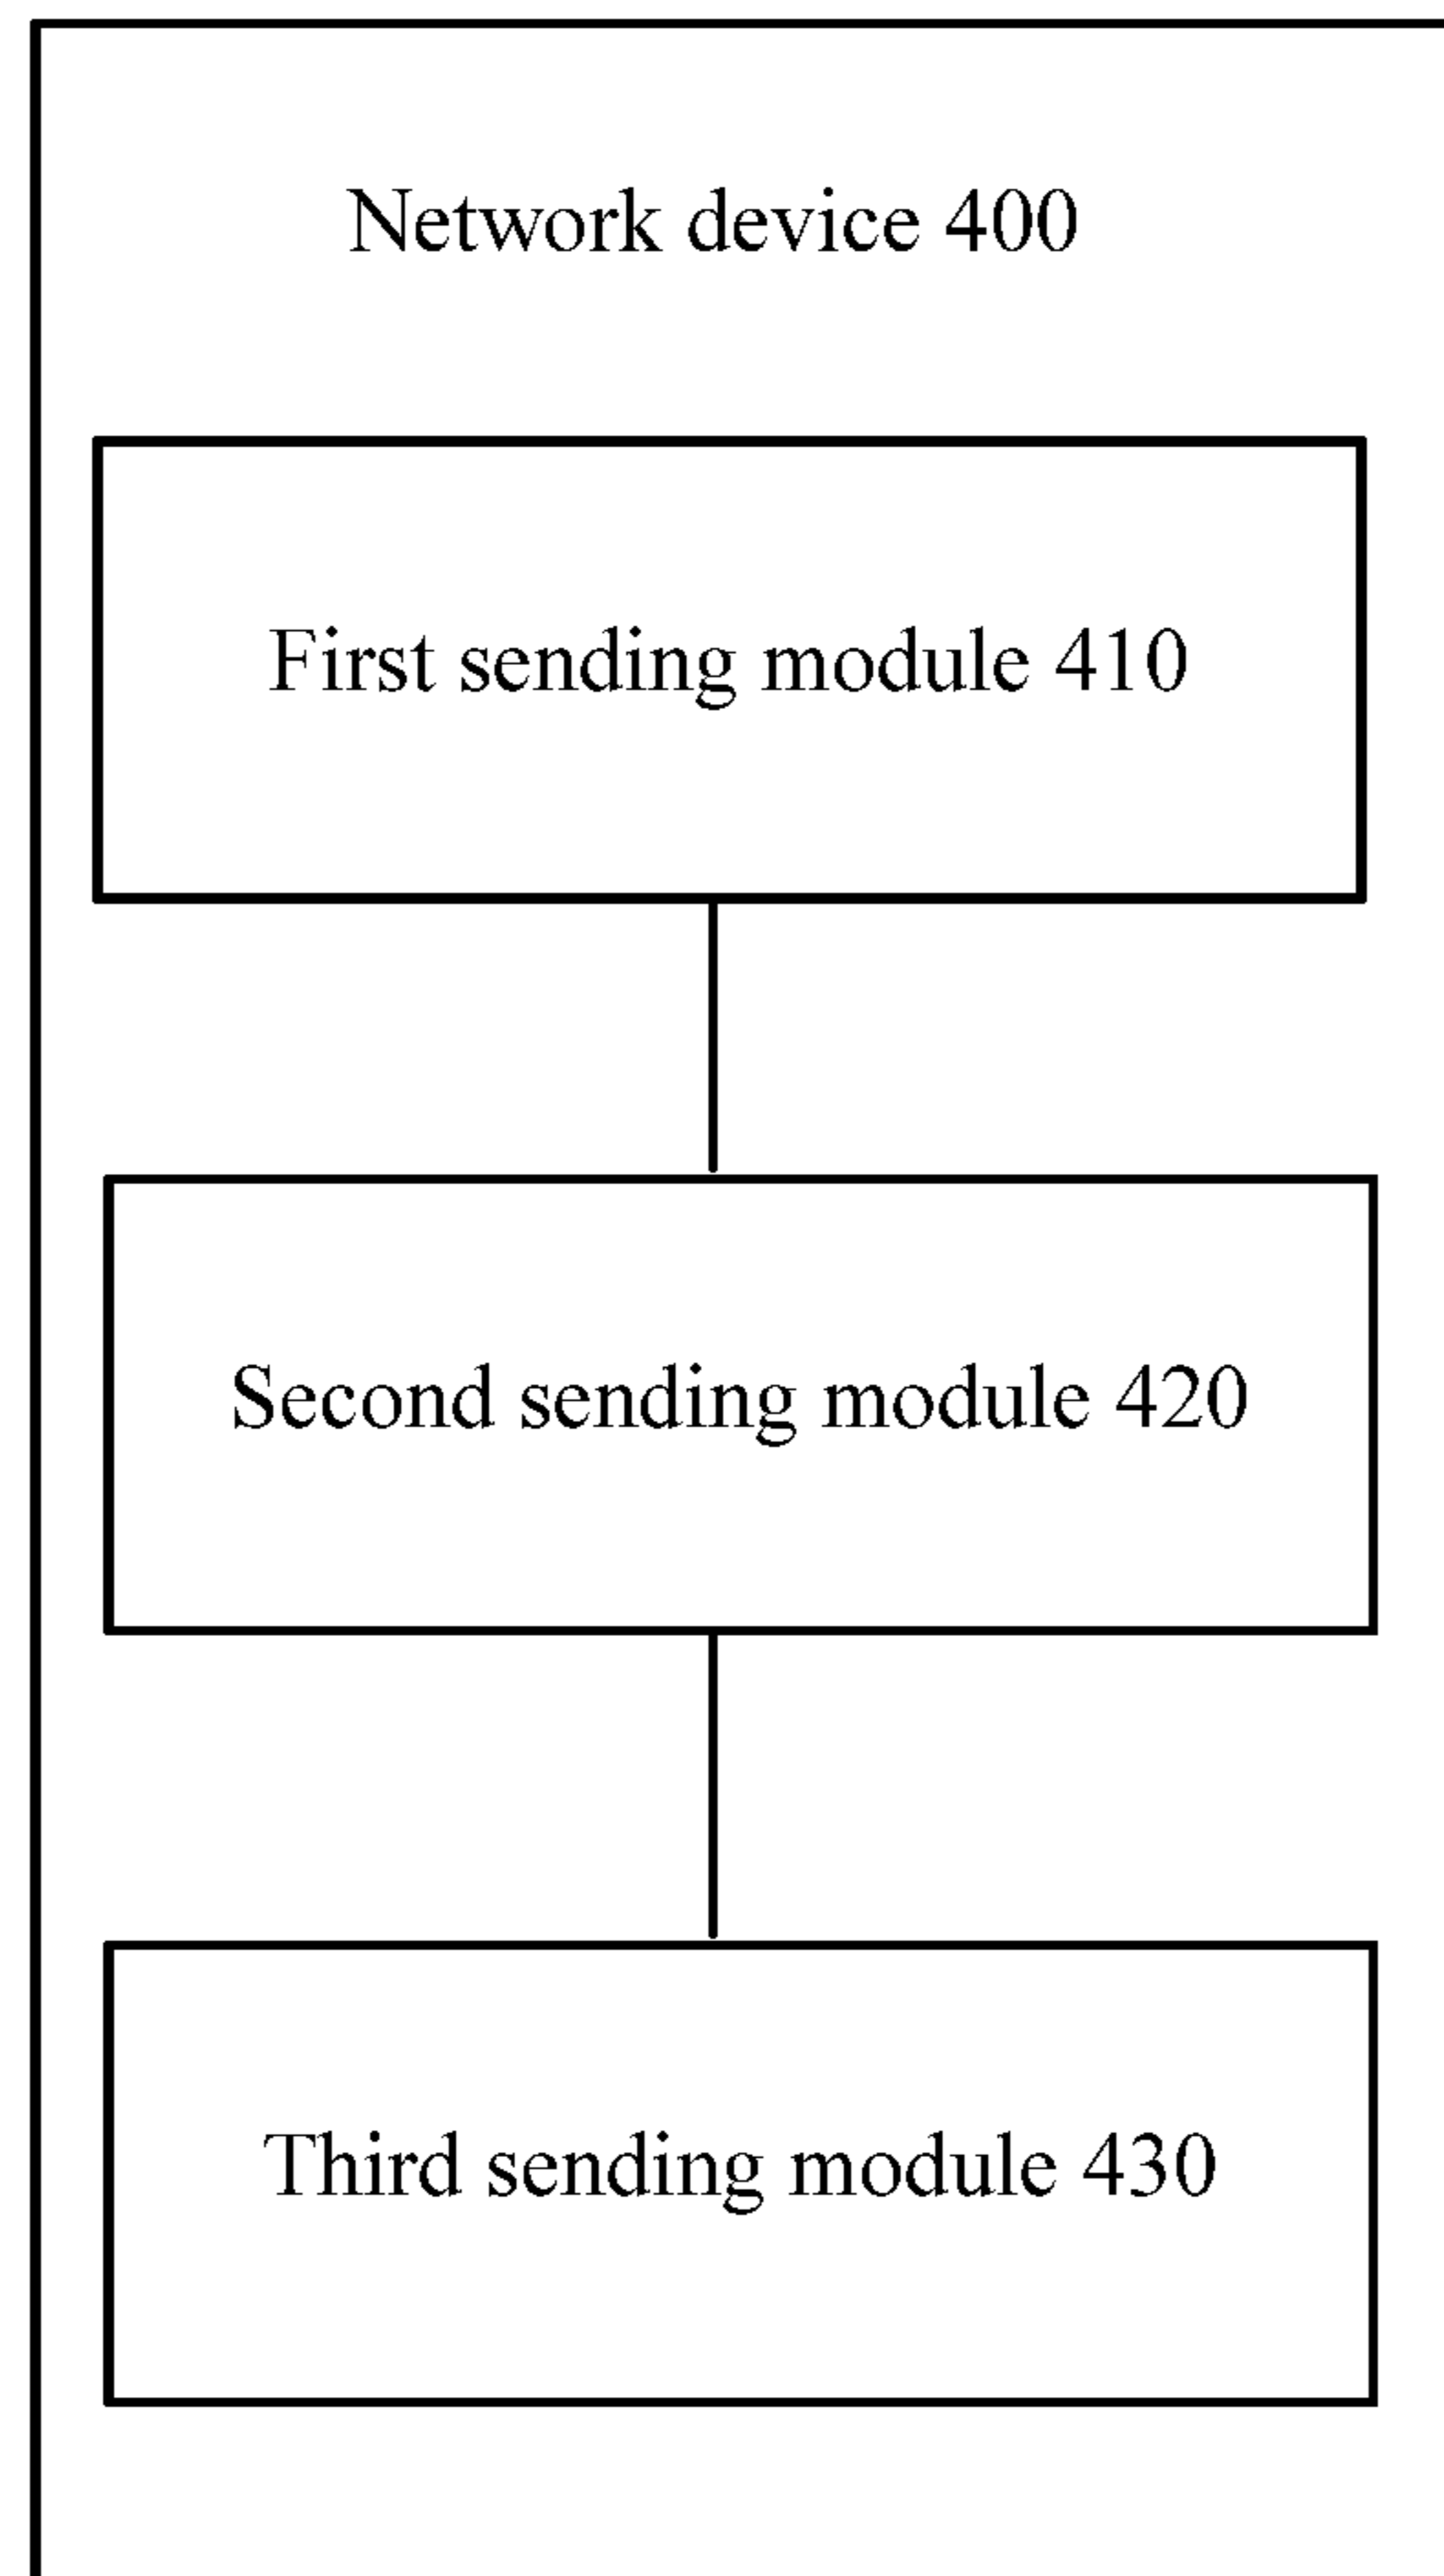 Network device 400
First sending module 410
Second sending module 420
Third sending module 430